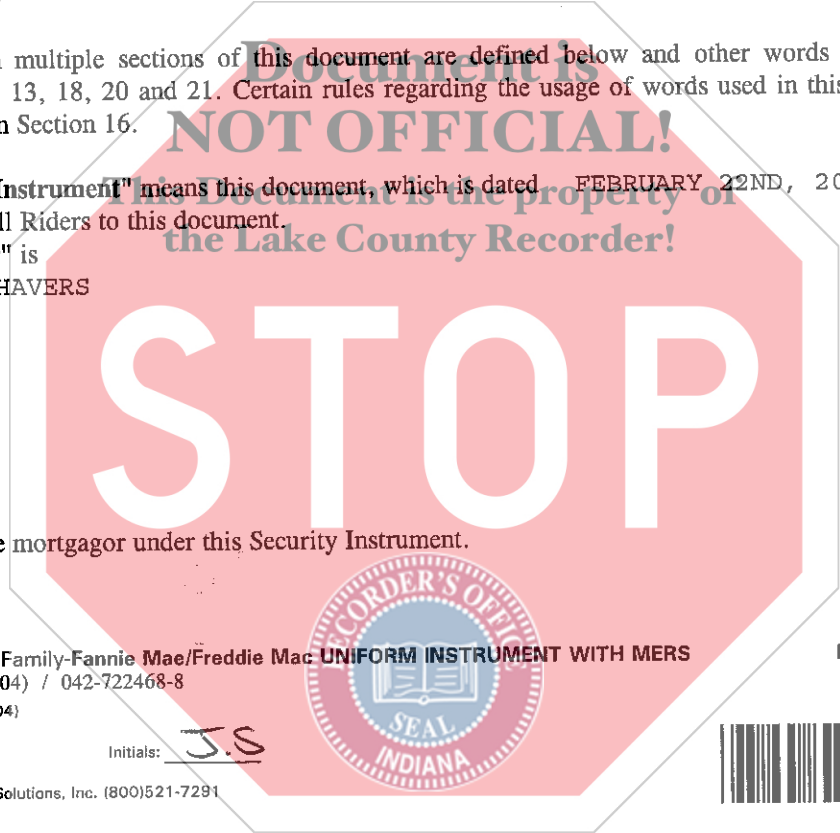 multiple sections of this document are defined below and other words
Document is
13, 18, 20 and 21. Certain rules regarding the usage of words used in this
n Section 16.
NOT OFFICIAL!
Instrument" means this document, which is dated FEBRUARY 22ND, 20
This Document is the property of
ll Riders to this document.
the Lake County Recorder!
" is
HAVERS
STOP
e mortgagor under this Security Instrument.
RECORDER'S OFFICE
Family-Fannie Mae/Freddie Mac UNIFORM INSTRUMENT WITH MERS
04) / 042-722468-8
04)
SEAL
INDIANA
Initials: J.S
Solutions, Inc. (800)521-7291